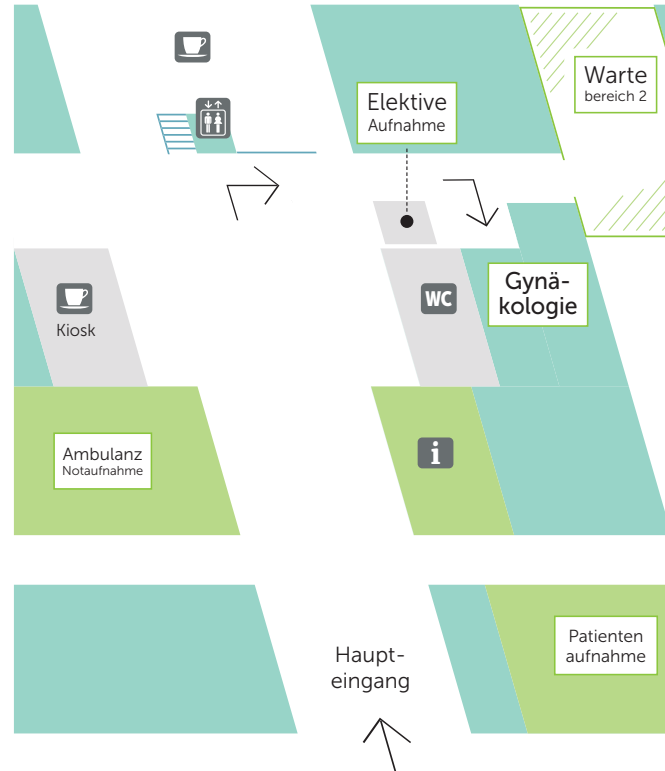 Warte
bereich 2
Elektive
Aufnahme
WC
Gynä-
kologie
Kiosk
i
Ambulanz
Notaufnahme
Patienten
aufnahme
Haupt-
eingang